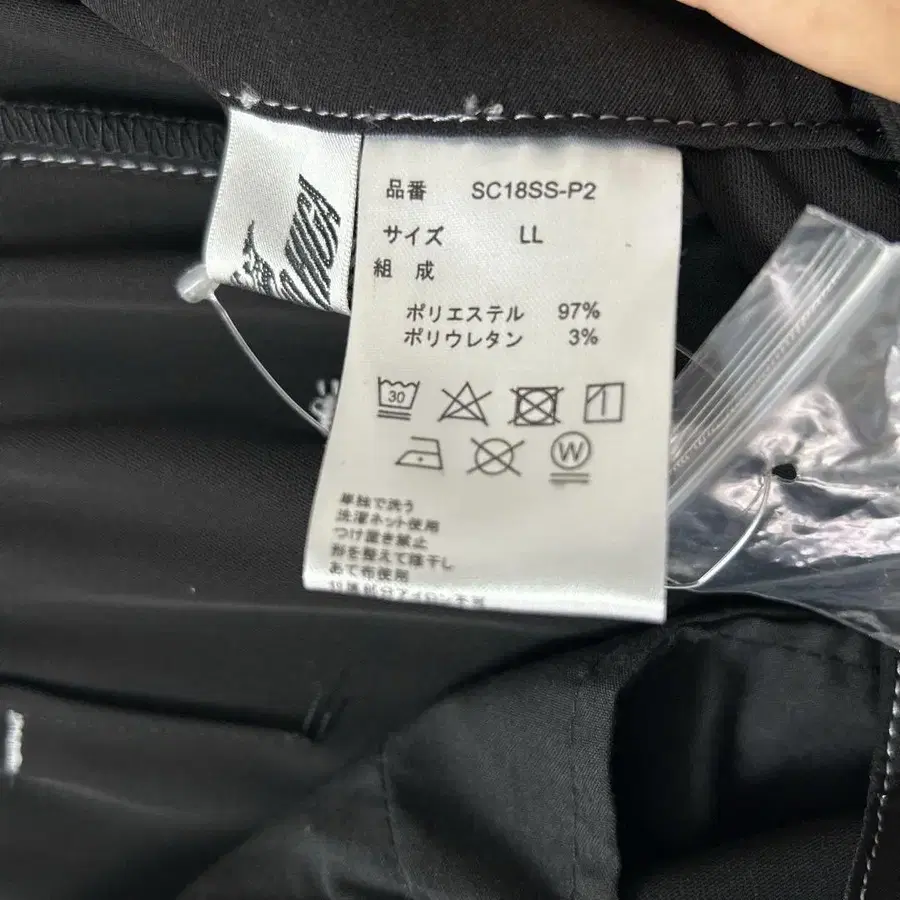 品番 SC18SS-P2
サイズ LL
組 成
ポリエステル 97%
ポリウレタン 3%
30
W
単独で洗う
洗濯ネット使用
つけ置き禁止
形を整えて陰干し
あて布使用